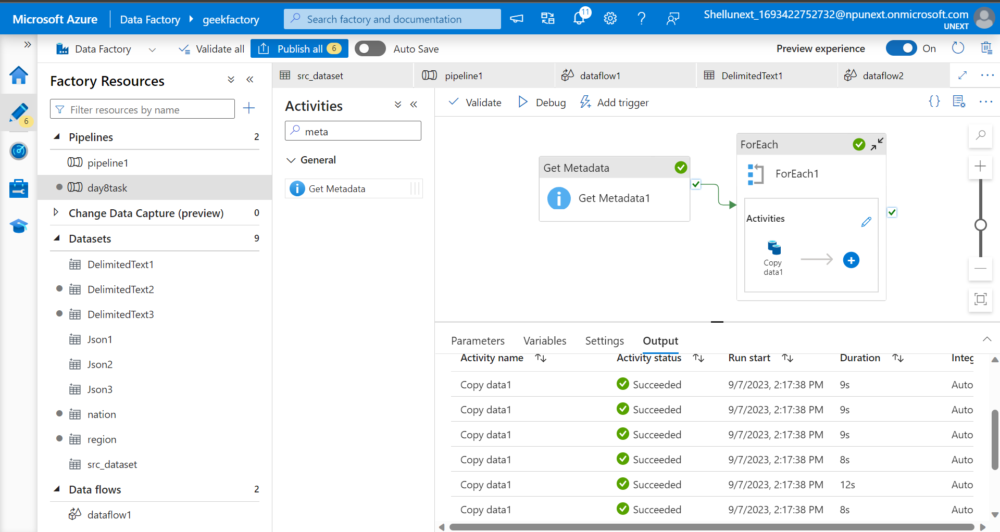 Microsoft Azure
Data Factory
geekfactory
Search factory and documentation
11
Shellunext_1693422752732@npunext.onmicrosoft.com
UNEXT
Data Factory
Validate all
Publish all
6
Auto Save
Preview experience
On
6
Factory Resources
Filter resources by name
Pipelines
2
pipeline1
day8task
Change Data Capture (preview)
0
Datasets
9
DelimitedText1
DelimitedText2
DelimitedText3
Json1
Json2
Json3
nation
region
src_dataset
Data flows
2
dataflow1
src_dataset
pipeline1
dataflow1
DelimitedText1
dataflow2
Activities
meta
General
Get Metadata
Validate
Debug
Add trigger
Get Metadata
Get Metadata1
ForEach
ForEach1
Activities
Copy
data1
Parameters
Variables
Settings
Output
Activity name
Activity status
Run start
Duration
Integ
Copy data1 Succeeded 9/7/2023, 2:17:38 PM 9s Auto
Copy data1 Succeeded 9/7/2023, 2:17:38 PM 9s Auto
Copy data1 Succeeded 9/7/2023, 2:17:38 PM 9s Auto
Copy data1 Succeeded 9/7/2023, 2:17:38 PM 8s Auto
Copy data1 Succeeded 9/7/2023, 2:17:38 PM 12s Auto
Copy data1 Succeeded 9/7/2023, 2:17:38 PM 8s Auto